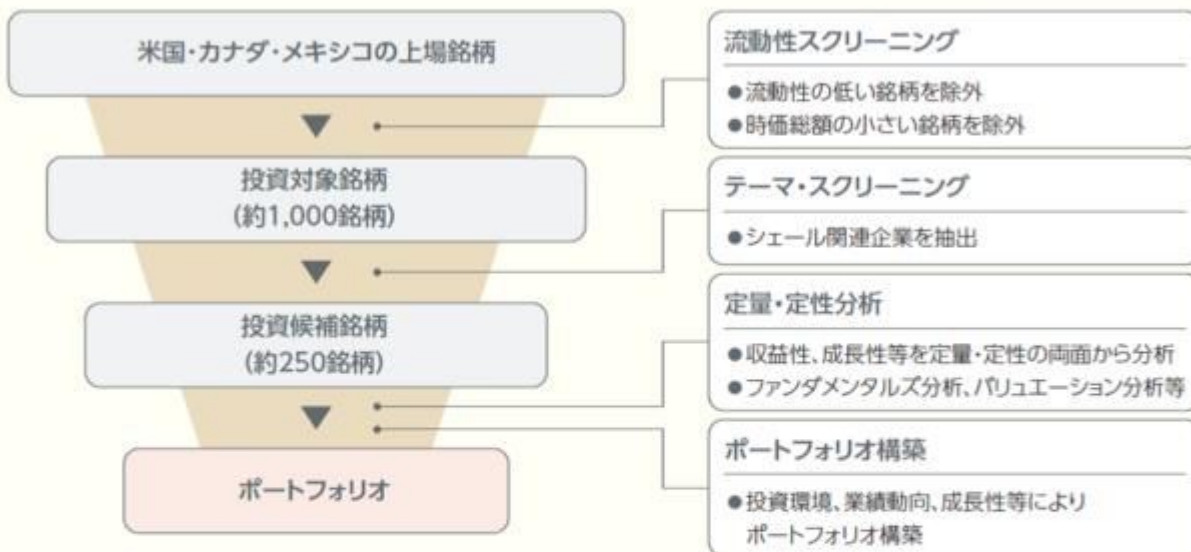 米国・カナダ・メキシコの上場銘柄
投資対象銘柄
(約1,000銘柄)
投資候補銘柄
(約250銘柄)
ポートフォリオ
流動性スクリーニング
●流動性の低い銘柄を除外
●時価総額の小さい銘柄を除外
テーマ・スクリーニング
●シェール関連企業を抽出
定量・定性分析
●収益性、成長性等を定量・定性の両面から分析
●ファンダメンタルズ分析、バリュエーション分析等
ポートフォリオ構築
●投資環境、業績動向、成長性等により
ポートフォリオ構築